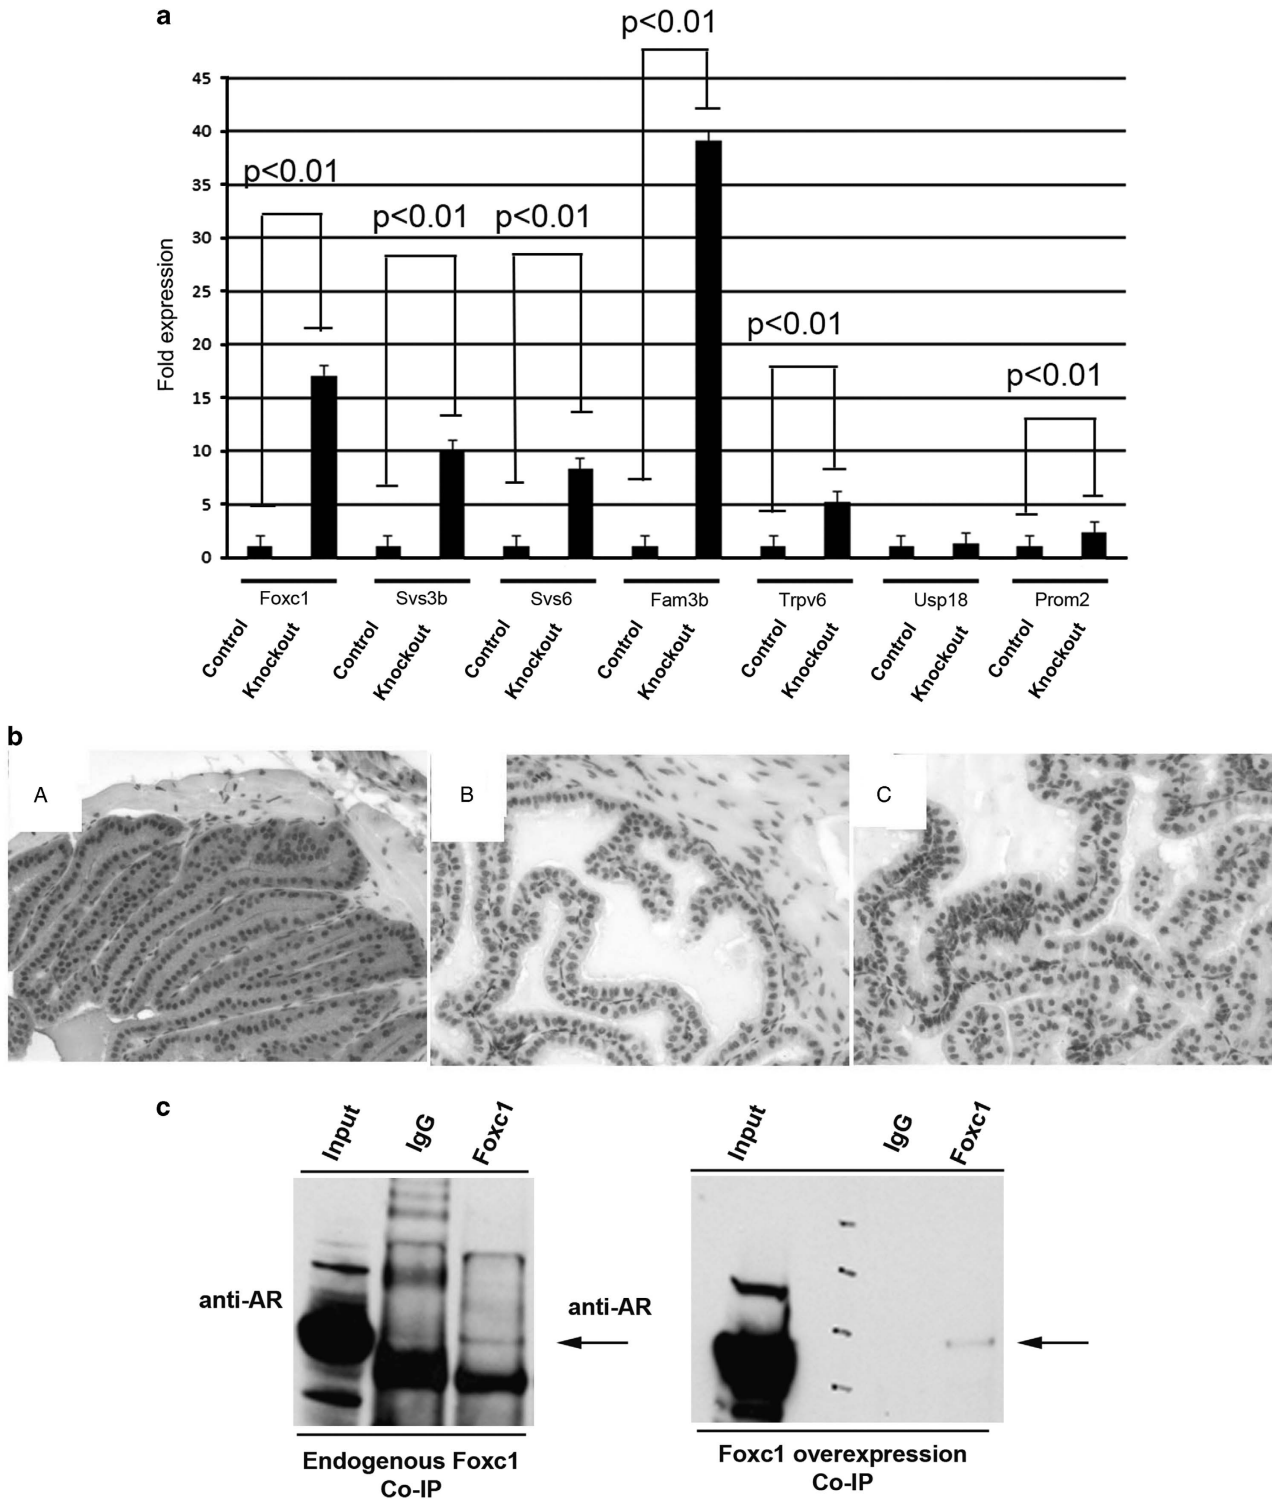 a
p<0.01
45
40
35
30
25
20
15
10
5
0
Fold expression
p<0.01
p<0.01
p<0.01
p<0.01
p<0.01
Foxc1
Svs3b
Svs6
Fam3b
Trpv6
Usp18
Prom2
Control
Knockout
Control
Knockout
Control
Knockout
Control
Knockout
Control
Knockout
Control
Knockout
Control
Knockout
b
A
B
C
c
Input
IgG
Foxc1
Input
IgG
Foxc1
anti-AR
anti-AR
Endogenous Foxc1
Co-IP
Foxc1 overexpression
Co-IP